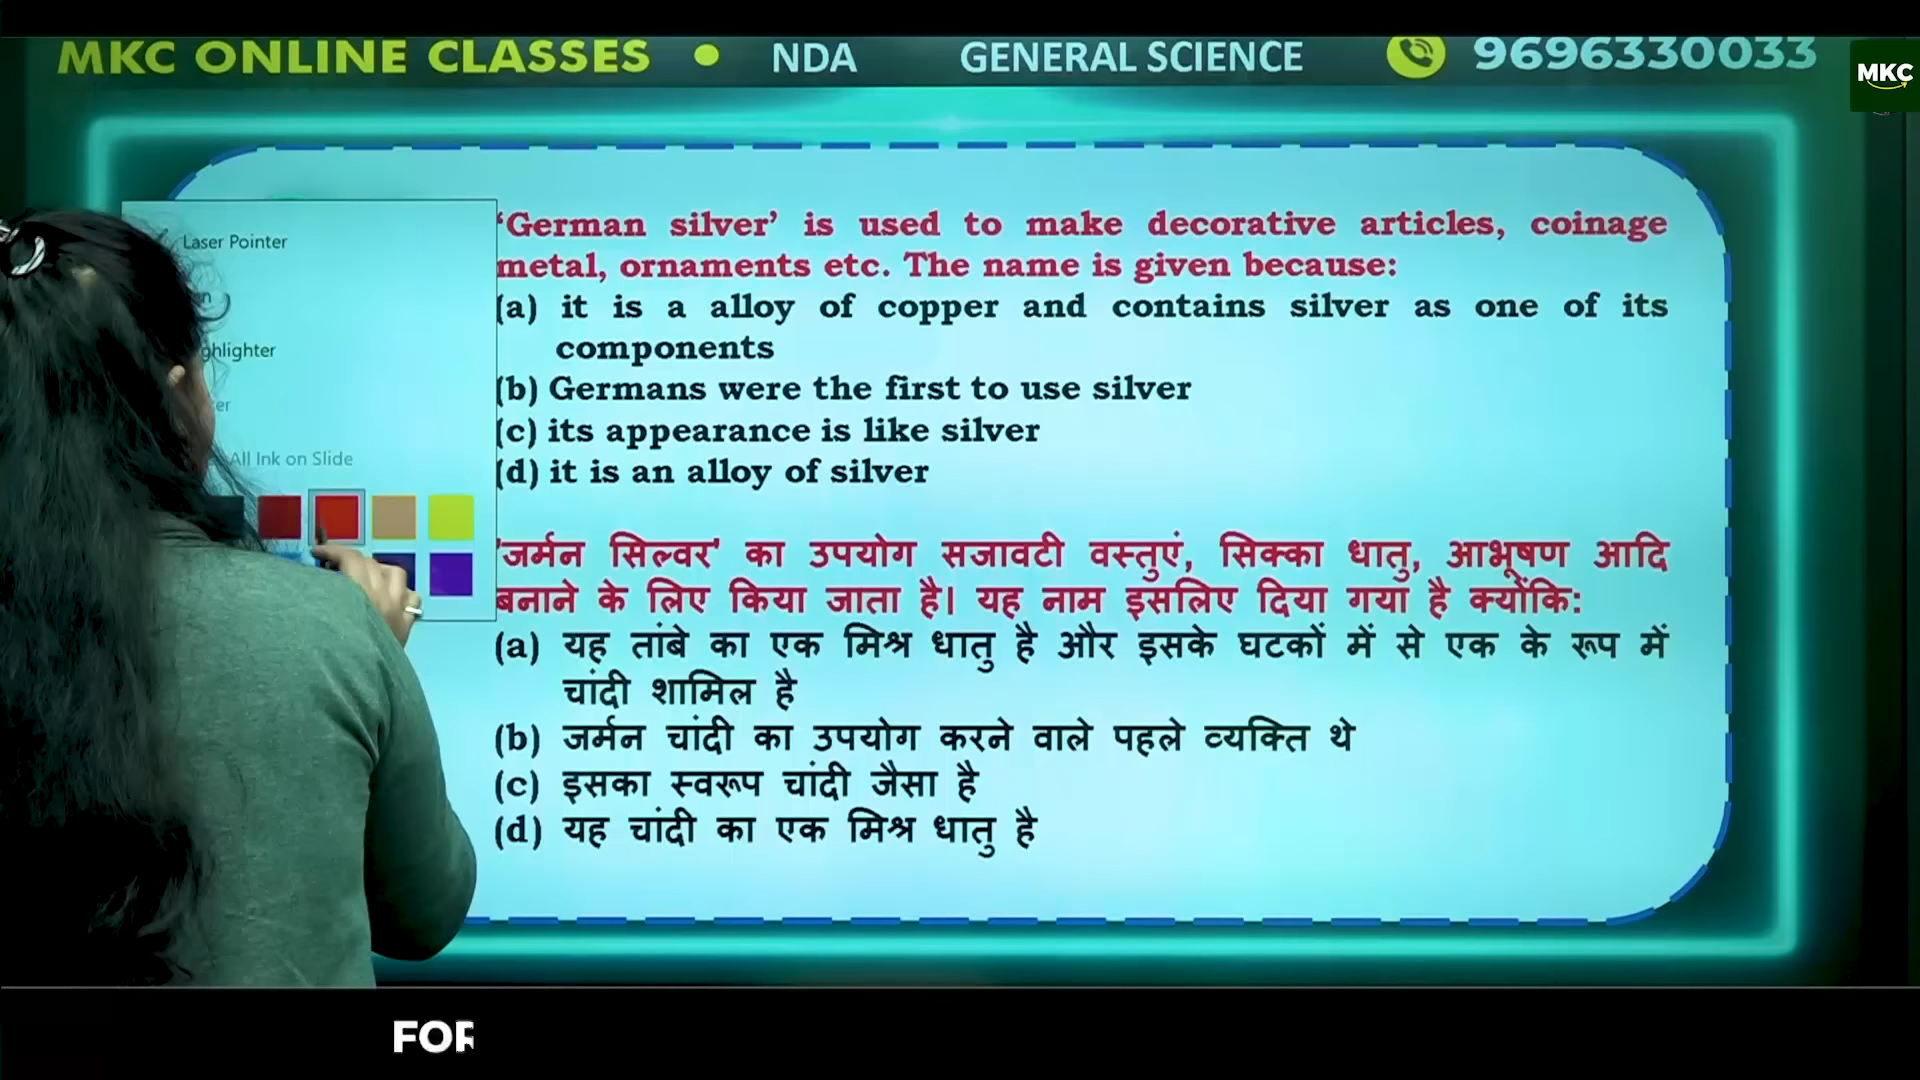 MKC ONLINE CLASSES • NDA GENERAL SCIENCE 9696330033
MKC
Laser Pointer
All Ink on Slide
‘German silver’ is used to make decorative articles, coinage
metal, ornaments etc. The name is given because:
(a) it is a alloy of copper and contains silver as one of its
components
(b) Germans were the first to use silver
(c) its appearance is like silver
(d) it is an alloy of silver
'जर्मन सिल्वर' का उपयोग सजावटी वस्तुएं, सिक्का धातु, आभूषण आदि
बनाने के लिए किया जाता है। यह नाम इसलिए दिया गया है क्योंकि:
(a) यह तांबे का एक मिश्र धातु है और इसके घटकों में से एक के रूप में
चांदी शामिल है
(b) जर्मन चांदी का उपयोग करने वाले पहले व्यक्ति थे
(c) इसका स्वरूप चांदी जैसा है
(d) यह चांदी का एक मिश्र धातु है